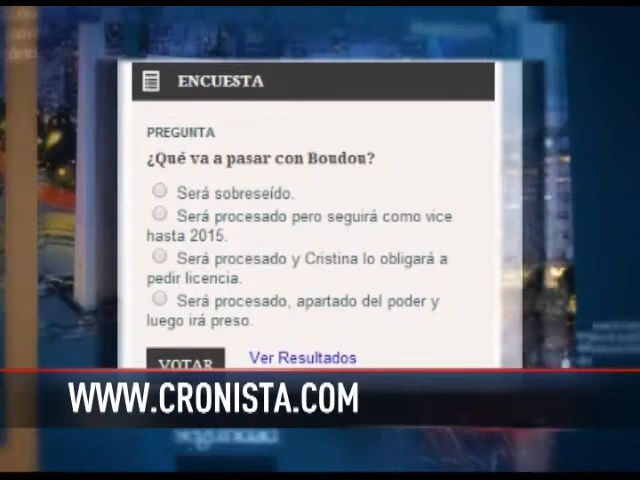 ENCUESTA
PREGUNTA
¿Qué va a pasar con Boudou?
Será sobreseído.
Será procesado pero seguirá como vice
hasta 2015.
Será procesado y Cristina lo obligará a
pedir licencia.
Será procesado, apartado del poder y
luego irá preso.
VOTAR
Ver Resultados
WWW.CRONISTA.COM